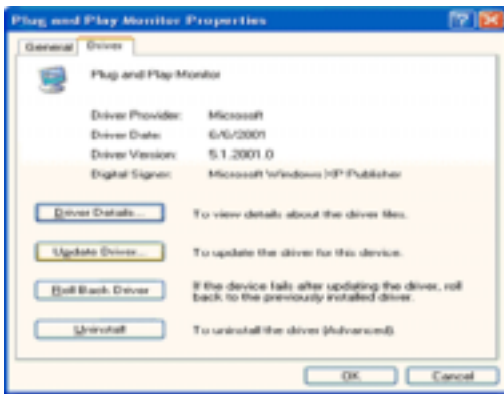 Plug and Play Monitor Properties
General Driver
Plug and Play Monitor
Driver Provider: Microsoft
Driver Date: 6/6/2001
Driver Version: 5.1.2001.0
Digital Signer: Microsoft Windows XP Publisher
Driver Details... To view details about the driver files.
Update Driver... To update the driver for this device.
Roll Back Driver If the device fails after updating the driver, roll
back to the previously installed driver.
Uninstall To uninstall the driver (Advanced).
OK Cancel